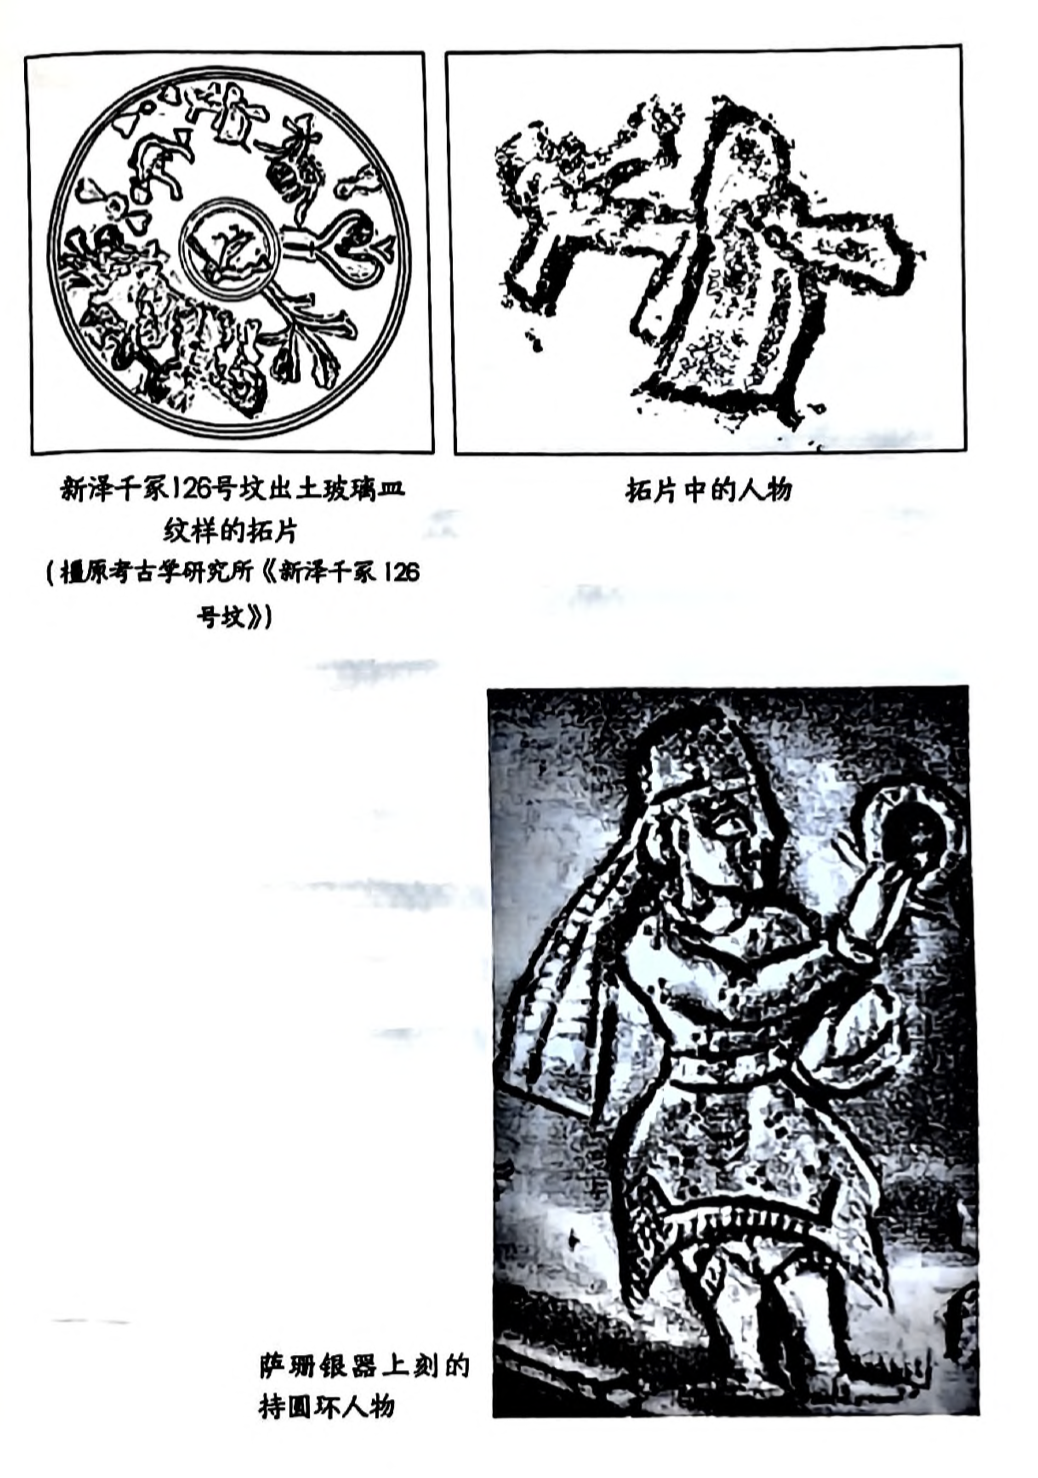 新泽千冢126号坟出土玻璃皿
纹样的拓片
(橿原考古学研究所《新泽千冢126
号坟》)
拓片中的人物
萨珊银器上刻的
持圆环人物